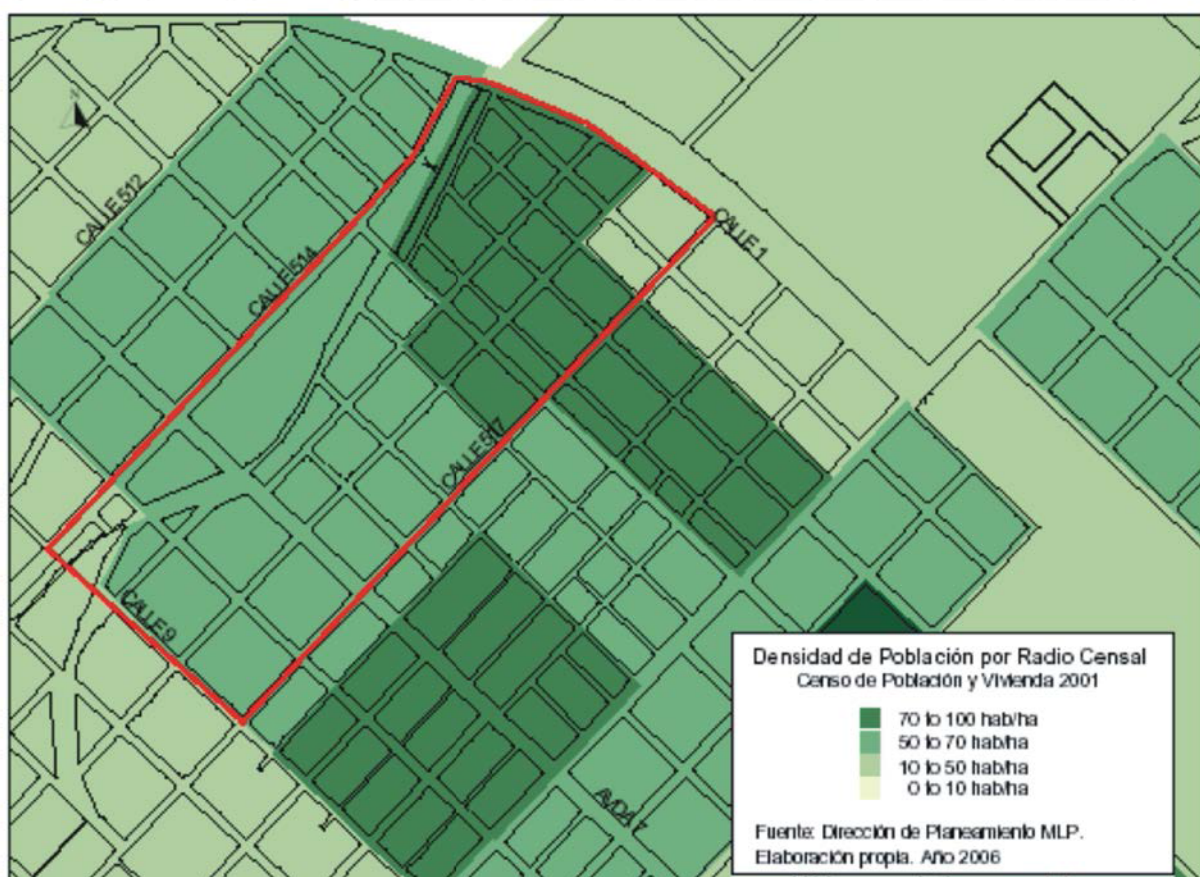 N
CALLE 512
CALLE 514
CALLE 1
CALLE 517
CALLE 9
AVDA 7
Densidad de Población por Radio Censal
Censo de Población y Vivienda 2001
70 to 100 hab/ha
50 to 70 hab/ha
10 to 50 hab/ha
0 to 10 hab/ha
Fuente: Dirección de Planeamiento MLP.
Elaboración propia. Año 2006